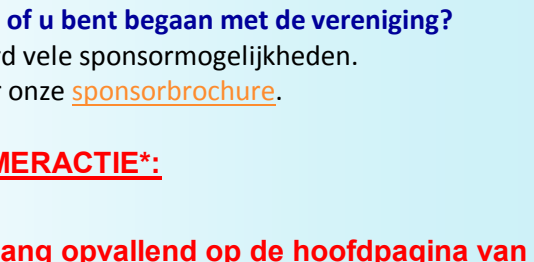 of u bent begaan met de vereniging?
vele sponsormogelijkheden.
onze sponsorbrochure.
MERACTIE*:
ang opvallend op de hoofdpagina van